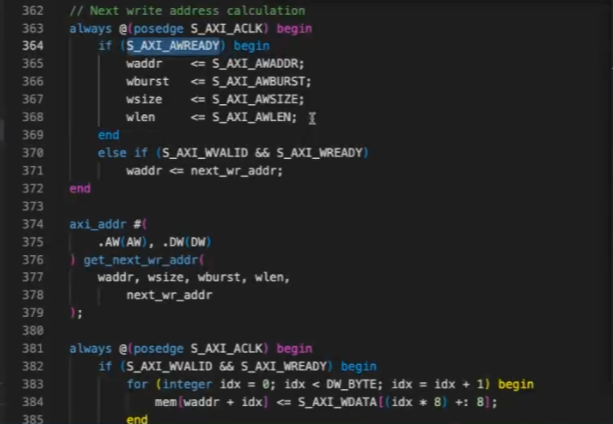 362 // Next write address calculation
363 always @(posedge S_AXI_ACLK) begin
364 if (S_AXI_AWREADY) begin
365 waddr <= S_AXI_AWADDR;
366 wburst <= S_AXI_AWBURST;
367 wsize <= S_AXI_AWSIZE;
368 wlen <= S_AXI_AWLEN;
369 end
370 else if (S_AXI_WVALID && S_AXI_WREADY)
371 waddr <= next_wr_addr;
372 end
373
374 axi_addr #(
375 .AW(AW), .DW(DW)
376 ) get_next_wr_addr(
377 waddr, wsize, wburst, wlen,
378 next_wr_addr
379 );
380
381 always @(posedge S_AXI_ACLK) begin
382 if (S_AXI_WVALID && S_AXI_WREADY) begin
383 for (integer idx = 0; idx < DW_BYTE; idx = idx + 1) begin
384 mem[waddr + idx] <= S_AXI_WDATA[(idx * 8) +: 8];
385 end